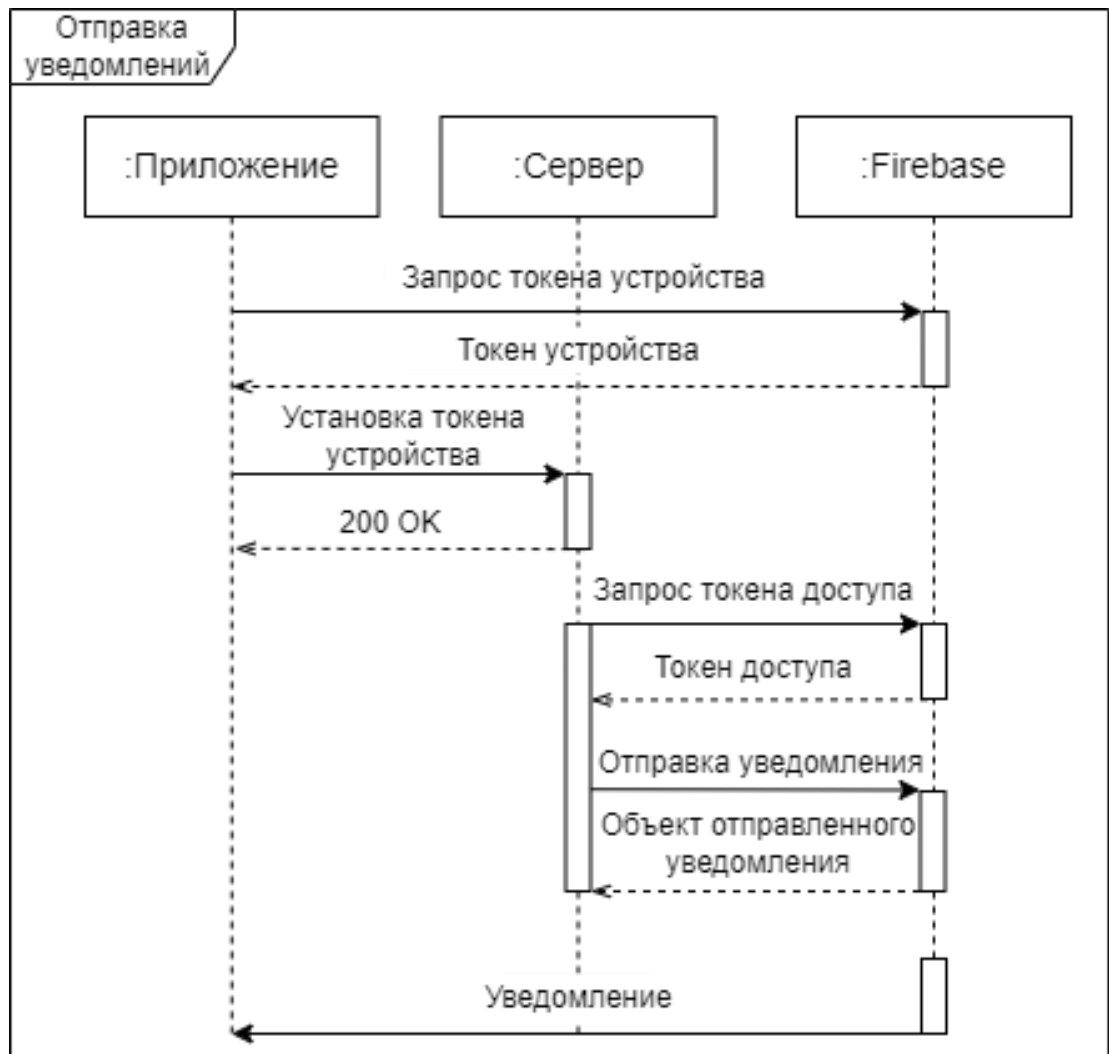 Отправка
уведомлений
:Приложение
:Сервер
:Firebase
Запрос токена устройства
Токен устройства
Установка токена
устройства
200 OK
Запрос токена доступа
Токен доступа
Отправка уведомления
Объект отправленного
уведомления
Уведомление